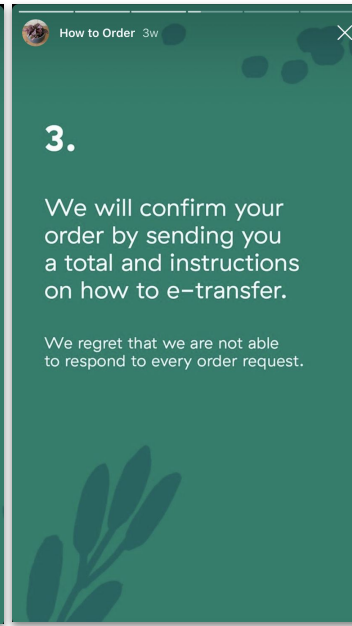 How to Order 3w
3.
We will confirm your
order by sending you
a total and instructions
on how to e-transfer.
We regret that we are not able
to respond to every order request.